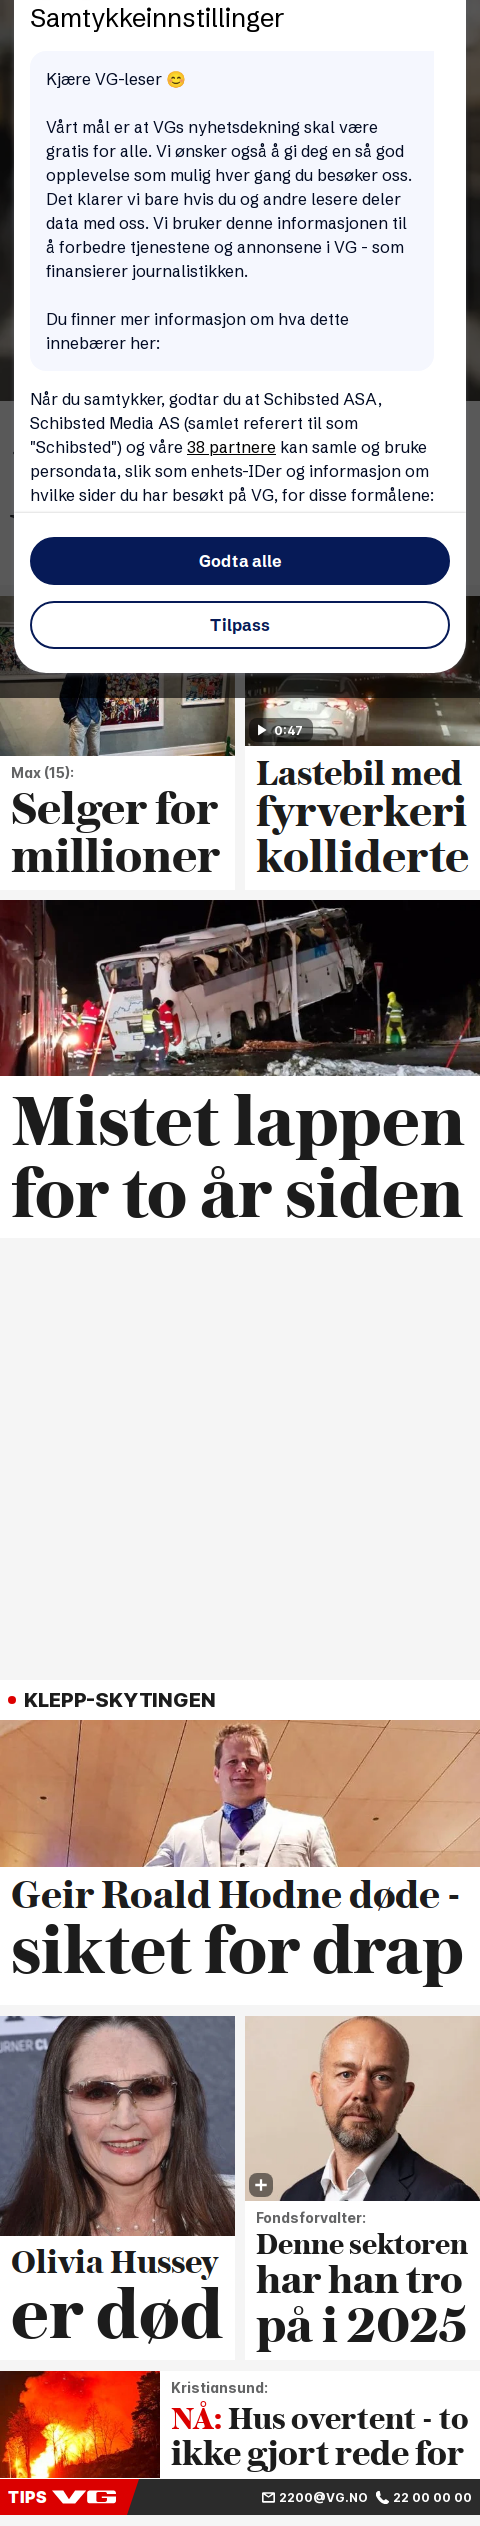 Samtykkeinnstillinger
Kjære VG-leser 😊
Vårt mål er at VGs nyhetsdekning skal være
gratis for alle. Vi ønsker også å gi deg en så god
opplevelse som mulig hver gang du besøker oss.
Det klarer vi bare hvis du og andre lesere deler
data med oss. Vi bruker denne informasjonen til
å forbedre tjenestene og annonsene i VG - som
finansierer journalistikken.
Du finner mer informasjon om hva dette
innebærer her:
Når du samtykker, godtar du at Schibsted ASA,
Schibsted Media AS (samlet referert til som
"Schibsted") og våre 38 partnere kan samle og bruke
persondata, slik som enhets-IDer og informasjon om
hvilke sider du har besøkt på VG, for disse formålene:
Godta alle
Tilpass
0:47
Max (15):
Selger for
millioner
Lastebil med
fyrverkeri
kolliderte
Mistet lappen
for to år siden
KLEPP-SKYTINGEN
Geir Roald Hodne døde -
siktet for drap
Olivia Hussey
er død
Fondsforvalter:
Denne sektoren
har han tro
på i 2025
Kristiansund:
NÅ: Hus overtent - to
ikke gjort rede for
TIPS VG
2200@VG.NO 22 00 00 00